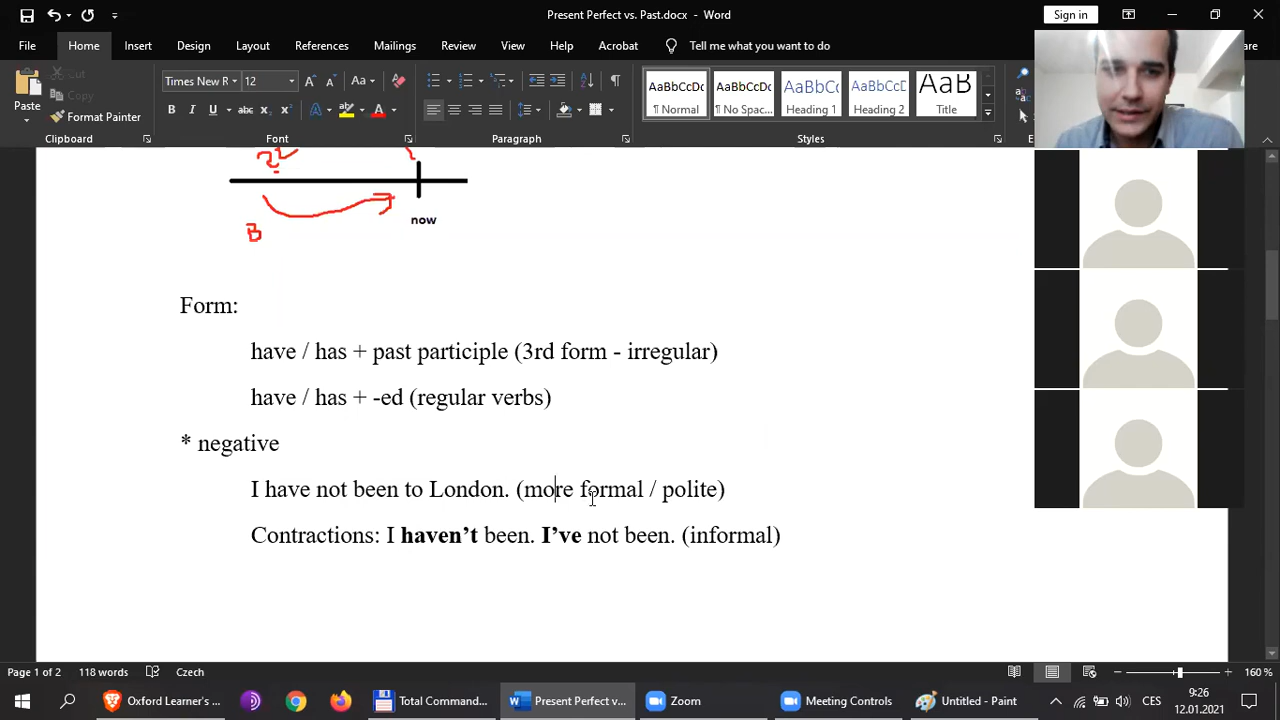 Present Perfect vs. Past.docx - Word
Sign in
File Home Insert Design Layout References Mailings Review View Help Acrobat Tell me what you want to do
Cut
Copy
Paste
Format Painter
Times New R 12
AaBbCcDc AaBbCcDc AaBbCc AaBbCcD AaB
¶ Normal ¶ No Spac... Heading 1 Heading 2 Title
Clipboard Font Paragraph Styles
now
B
Form:
have / has + past participle (3rd form - irregular)
have / has + -ed (regular verbs)
* negative
I have not been to London. (more formal / polite)
Contractions: I haven’t been. I’ve not been. (informal)
Page 1 of 2 118 words Czech 160 %
Oxford Learner's ... Total Comman... Present Perfect v... Zoom Meeting Controls Untitled - Paint CES 9:26
12.01.2021